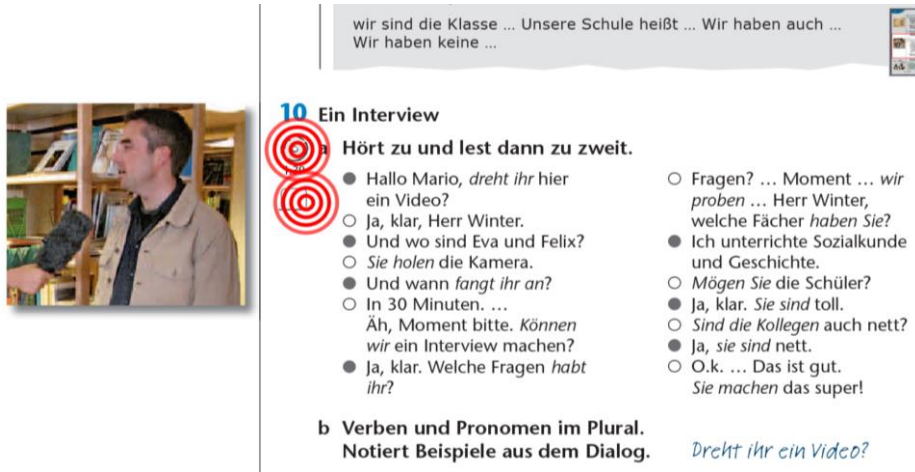 wir sind die Klasse ... Unsere Schule heißt ... Wir haben auch ...
Wir haben keine ...
10 Ein Interview
a Hört zu und lest dann zu zweit.
● Hallo Mario, dreht ihr hier
ein Video?
○ Ja, klar, Herr Winter.
● Und wo sind Eva und Felix?
○ Sie holen die Kamera.
● Und wann fangt ihr an?
○ In 30 Minuten. ...
Äh, Moment bitte. Können
wir ein Interview machen?
● Ja, klar. Welche Fragen habt
ihr?
○ Fragen? ... Moment ... wir
proben ... Herr Winter,
welche Fächer haben Sie?
● Ich unterrichte Sozialkunde
und Geschichte.
○ Mögen Sie die Schüler?
● Ja, klar. Sie sind toll.
○ Sind die Kollegen auch nett?
● Ja, sie sind nett.
○ O.k. ... Das ist gut.
Sie machen das super!
b Verben und Pronomen im Plural.
Notiert Beispiele aus dem Dialog.
Dreht ihr ein Video?